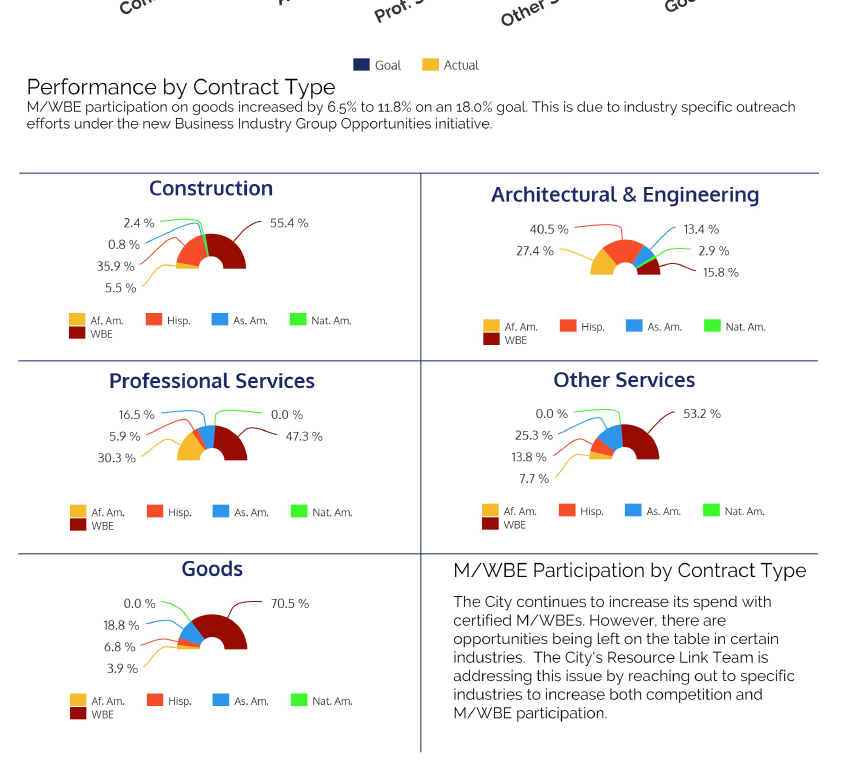 Prof.
Other
Goal
Actual
Performance by Contract Type
M/WBE participation on goods increased by 6.5% to 11.8% on an 18.0% goal. This is due to industry specific outreach
efforts under the new Business Industry Group Opportunities initiative.
Construction
2.4 %
0.8 %
35.9 %
5.5 %
55.4 %
Af. Am.
Hisp.
As. Am.
Nat. Am.
WBE
Architectural & Engineering
40.5 %
27.4 %
13.4 %
2.9 %
15.8 %
Af. Am.
Hisp.
As. Am.
Nat. Am.
WBE
Professional Services
16.5 %
5.9 %
30.3 %
0.0 %
47.3 %
Af. Am.
Hisp.
As. Am.
Nat. Am.
WBE
Other Services
0.0 %
25.3 %
13.8 %
7.7 %
53.2 %
Af. Am.
Hisp.
As. Am.
Nat. Am.
WBE
Goods
0.0 %
18.8 %
6.8 %
3.9 %
70.5 %
Af. Am.
Hisp.
As. Am.
Nat. Am.
WBE
M/WBE Participation by Contract Type
The City continues to increase its spend with
certified M/WBEs. However, there are
opportunities being left on the table in certain
industries. The City's Resource Link Team is
addressing this issue by reaching out to specific
industries to increase both competition and
M/WBE participation.